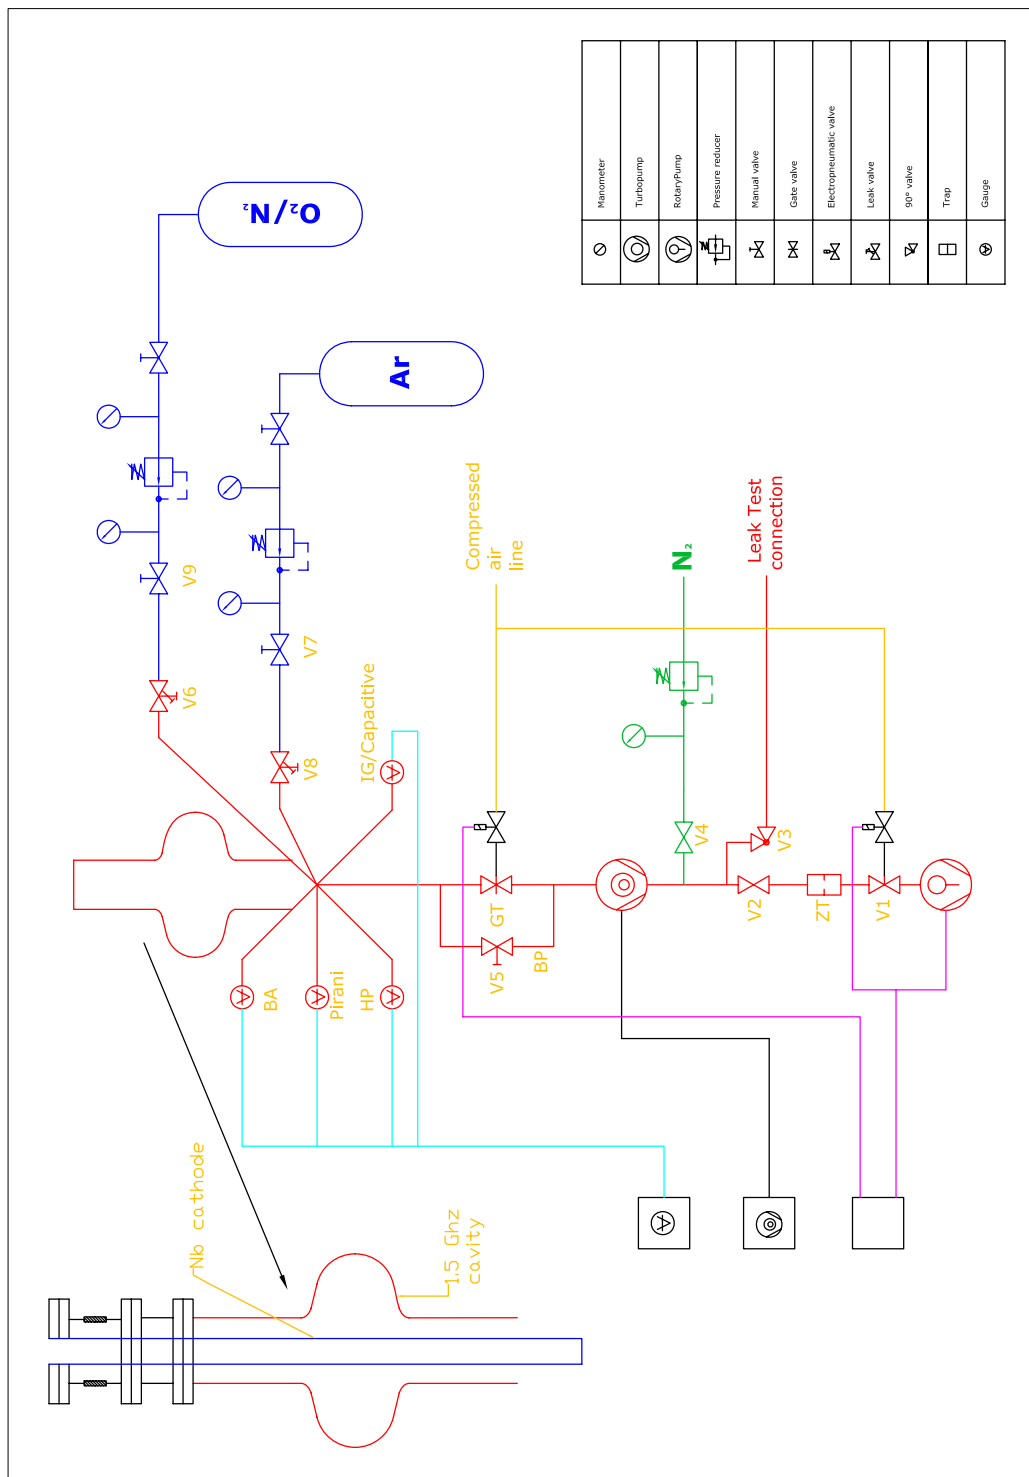 Manometer
Turbopump
RotaryPump
Pressure reducer
Manual valve
Gate valve
Electropneumatic valve
Leak valve
90° valve
Trap
Gauge
O₂/N₂
Ar
V9
V6
V7
V8
IG/Capacitive
Compressed
air
line
N₂
Leak Test
connection
V4
V3
GT
V2
ZT
V1
V5
BP
BA
Pirani
HP
Nb cathode
1.5 Ghz
cavity